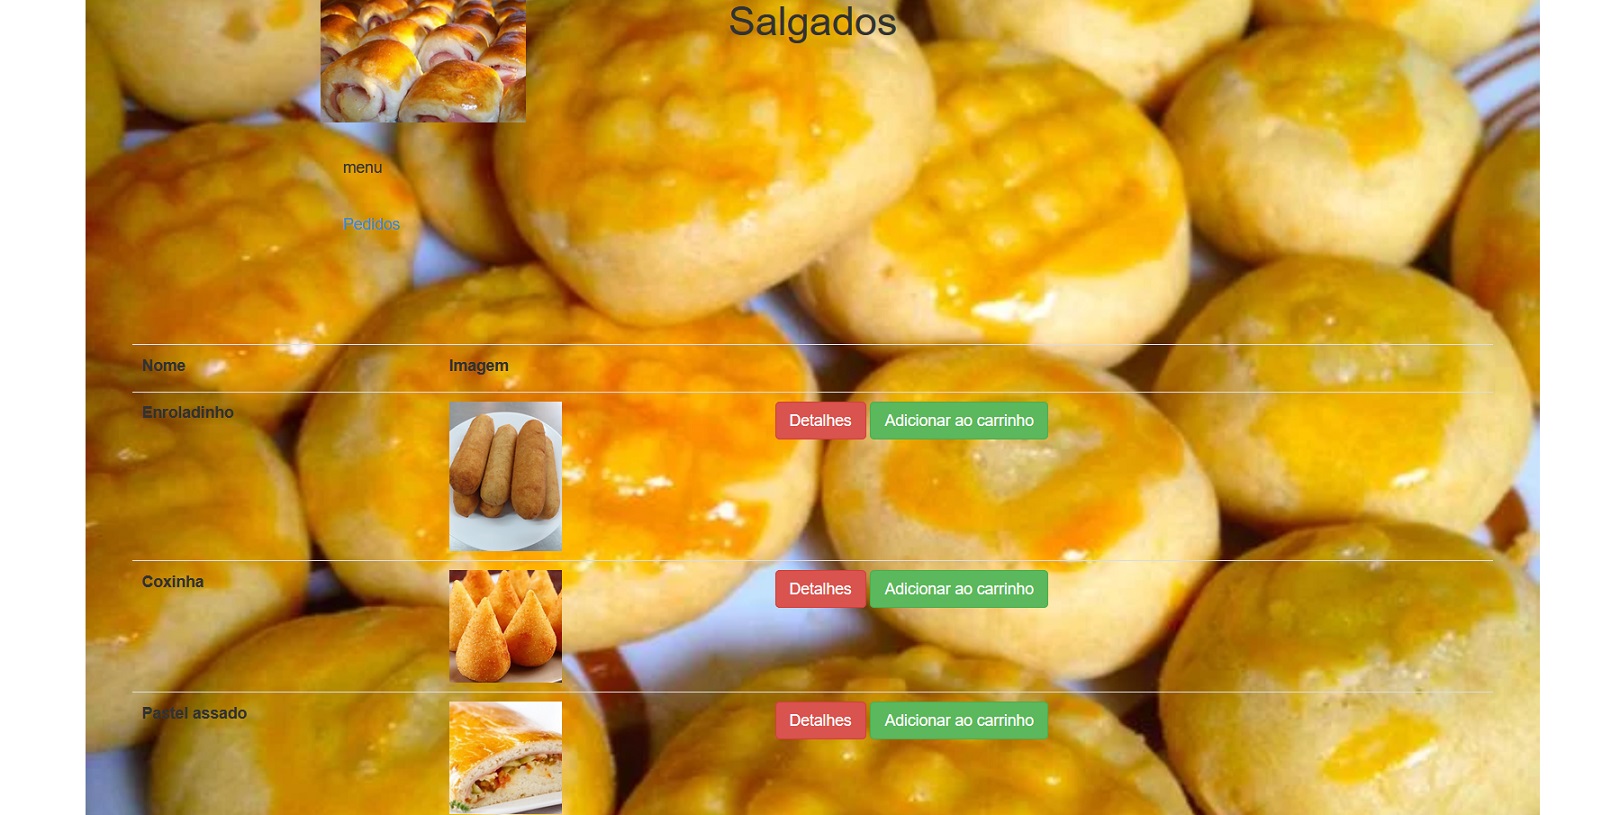 Salgados
menu
Pedidos
Nome Imagem
Enroladinho Detalhes Adicionar ao carrinho
Coxinha Detalhes Adicionar ao carrinho
Pastel assado Detalhes Adicionar ao carrinho